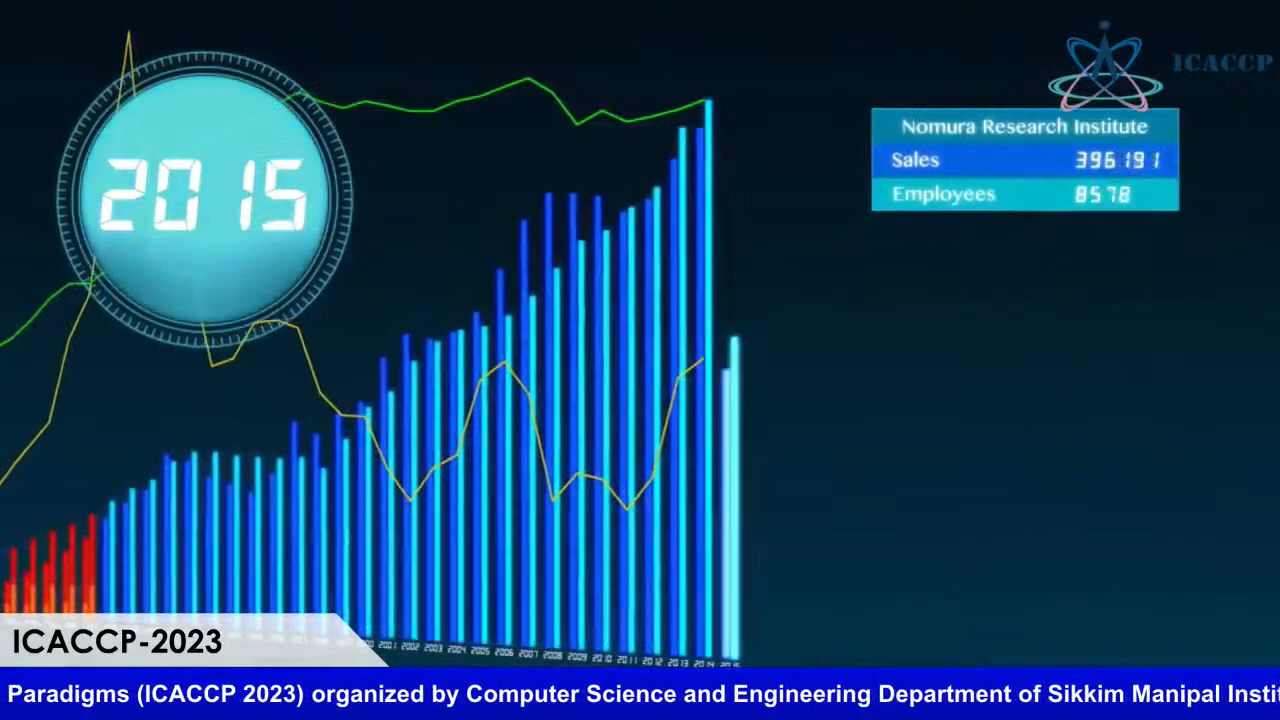 ICACCP
2015
Nomura Research Institute
Sales 396191
Employees 8578
2001 2002 2003 2004 2005 2006 2007 2008 2009 2010 2011 2012 2013 2014 2015
ICACCP-2023
Paradigms (ICACCP 2023) organized by Computer Science and Engineering Department of Sikkim Manipal Instit